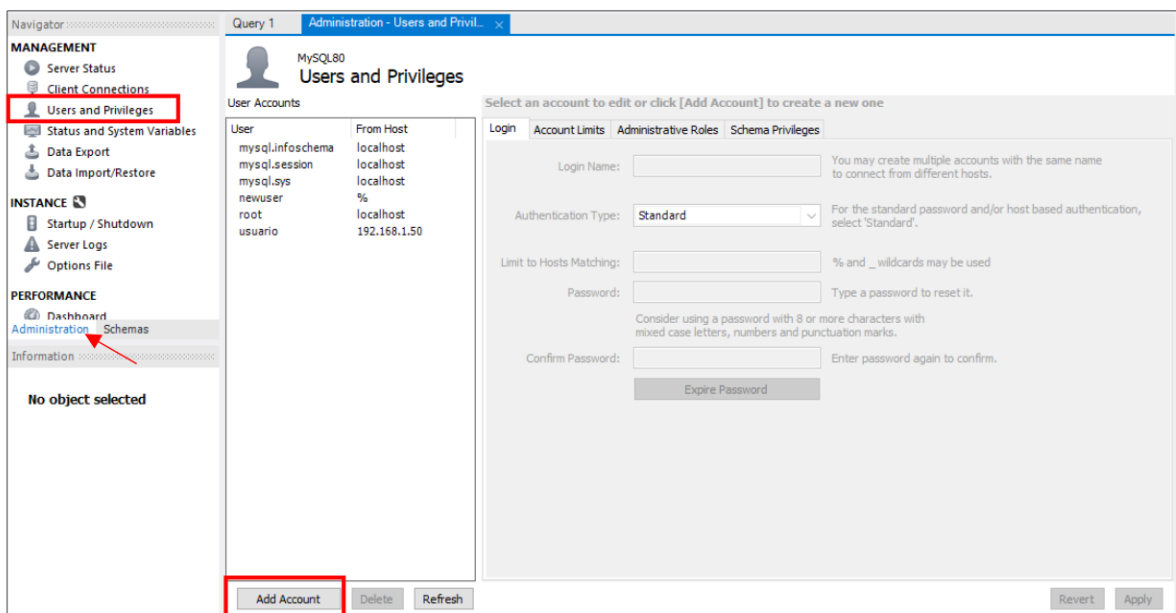 Navigator
MANAGEMENT
Server Status
Client Connections
Users and Privileges
Status and System Variables
Data Export
Data Import/Restore
INSTANCE
Startup / Shutdown
Server Logs
Options File
PERFORMANCE
Dashboard
Administration Schemas
Information
No object selected
Query 1 Administration - Users and Privil...
MySQL80
Users and Privileges
User Accounts
User From Host
mysql.infoschema localhost
mysql.session localhost
mysql.sys localhost
newuser %
root localhost
usuario 192.168.1.50
Add Account Delete Refresh
Select an account to edit or click [Add Account] to create a new one
Login Account Limits Administrative Roles Schema Privileges
Login Name: You may create multiple accounts with the same name
to connect from different hosts.
Authentication Type: Standard For the standard password and/or host based authentication,
select 'Standard'.
Limit to Hosts Matching: % and _ wildcards may be used
Password: Type a password to reset it.
Consider using a password with 8 or more characters with
mixed case letters, numbers and punctuation marks.
Confirm Password: Enter password again to confirm.
Expire Password
Revert Apply